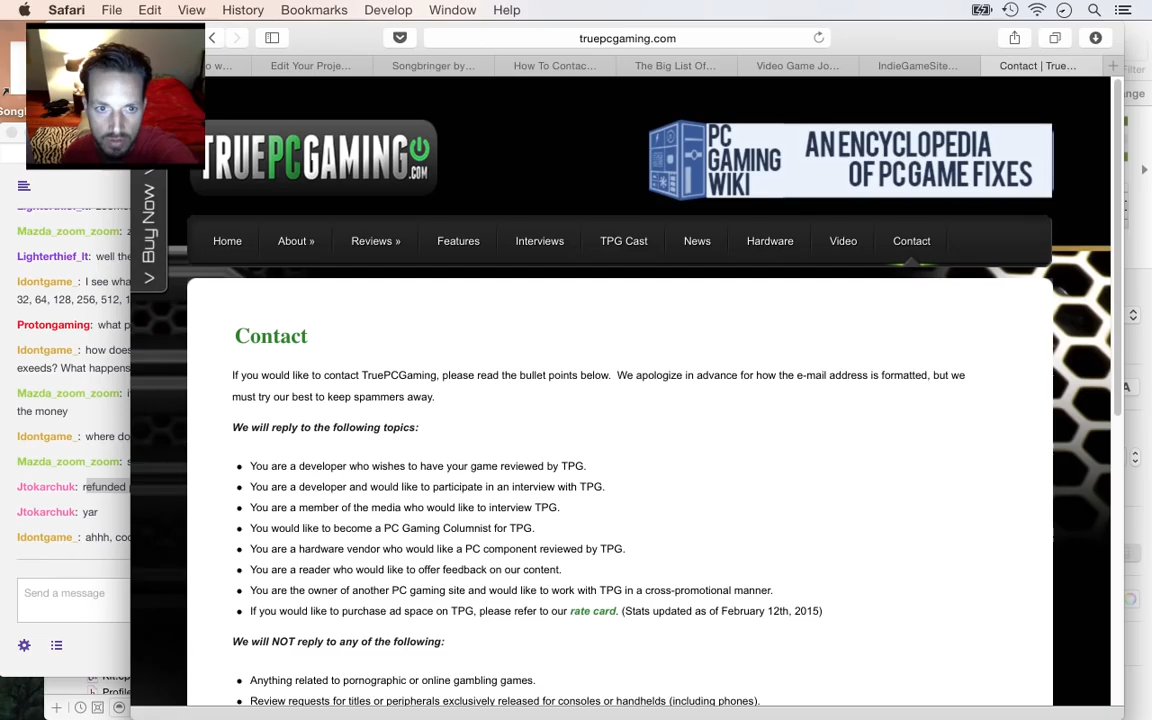 Safari File Edit View History Bookmarks Develop Window Help
truepcgaming.com
Filter
o w... Edit Your Proje... Songbringer by... How To Contac... The Big List Of... Video Game Jo... IndieGameSite... Contact | True...
ange
TRUEPCGAMING.COM
PC GAMING WIKI
AN ENCYCLOPEDIA
OF PC GAME FIXES
> Buy Now
Home About » Reviews » Features Interviews TPG Cast News Hardware Video Contact
Mazda_zoom_zoom:
Lighterthief_lt: well the
Idontgame_: I see wha
32, 64, 128, 256, 512, 1
Protongaming: what p
Idontgame_: how does
exeeds? What happens
Mazda_zoom_zoom: i
the money
Idontgame_: where do
Mazda_zoom_zoom: s
Jtokarchuk: refunded
Jtokarchuk: yar
Idontgame_: ahhh, coo
Send a message
Contact
If you would like to contact TruePCGaming, please read the bullet points below. We apologize in advance for how the e-mail address is formatted, but we
must try our best to keep spammers away.
We will reply to the following topics:
You are a developer who wishes to have your game reviewed by TPG.
You are a developer and would like to participate in an interview with TPG.
You are a member of the media who would like to interview TPG.
You would like to become a PC Gaming Columnist for TPG.
You are a hardware vendor who would like a PC component reviewed by TPG.
You are a reader who would like to offer feedback on our content.
You are the owner of another PC gaming site and would like to work with TPG in a cross-promotional manner.
If you would like to purchase ad space on TPG, please refer to our rate card. (Stats updated as of February 12th, 2015)
We will NOT reply to any of the following:
Anything related to pornographic or online gambling games.
Review requests for titles or peripherals exclusively released for consoles or handhelds (including phones).
Profile